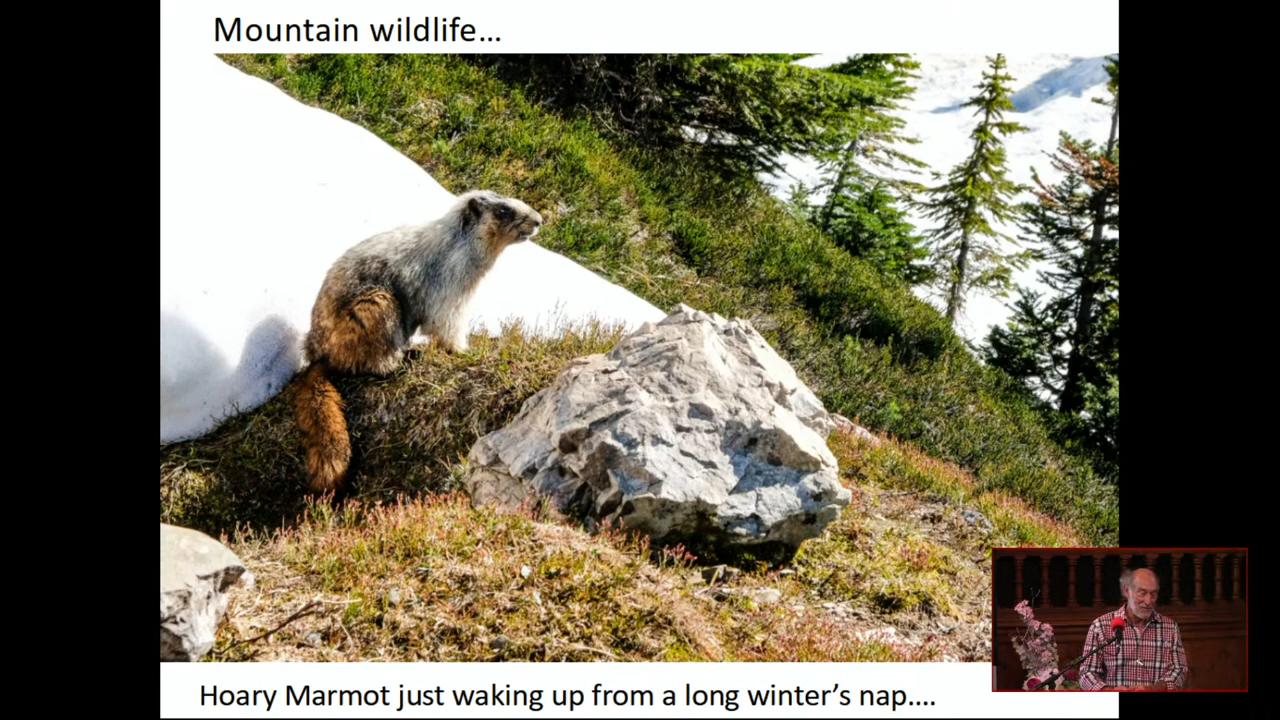 Mountain wildlife…
Hoary Marmot just waking up from a long winter’s nap….